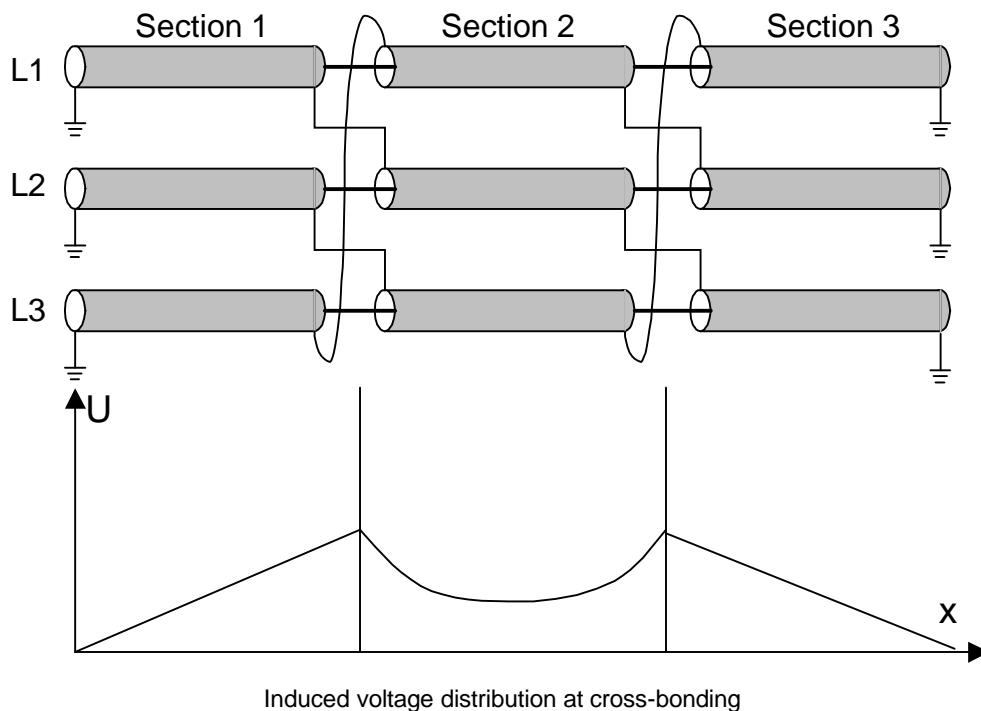 Section 1
Section 2
Section 3
L1
L2
L3
U
x
Induced voltage distribution at cross-bonding